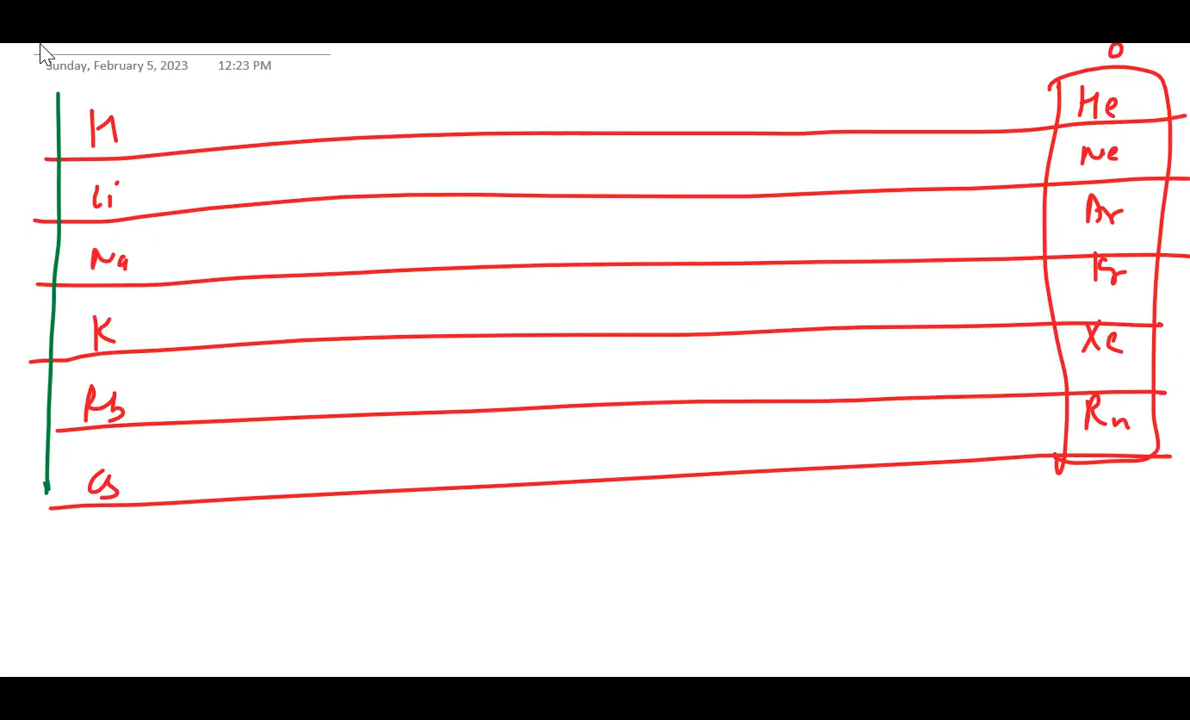 Sunday, February 5, 2023 12:23 PM
0
H He
Li Ne
Na Ar
K Kr
Rb Xe
Cs Rn